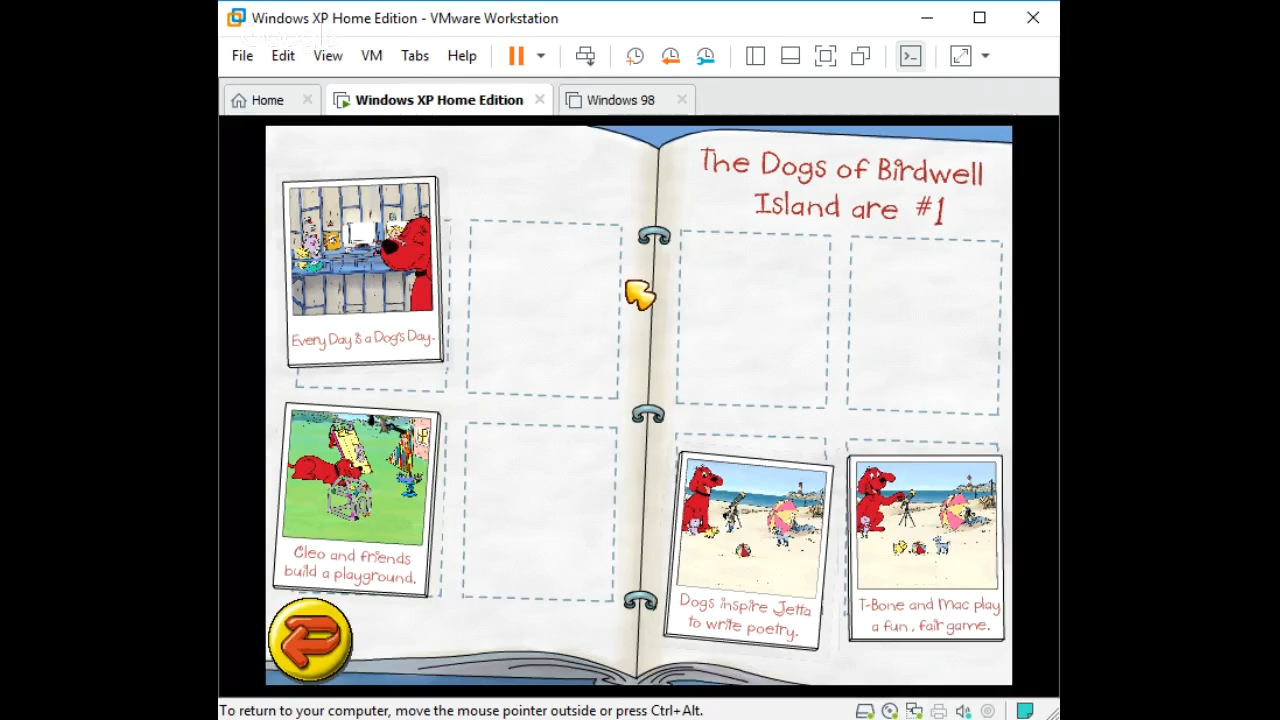 Windows XP Home Edition - VMware Workstation
File Edit View VM Tabs Help
Home
Windows XP Home Edition
Windows 98
The Dogs of Birdwell
Island are #1
Every Day is a Dog's Day.
Cleo and friends
build a playground.
Dogs inspire Jetta
to write poetry.
T-Bone and Mac play
a fun, fair game.
To return to your computer, move the mouse pointer outside or press Ctrl+Alt.